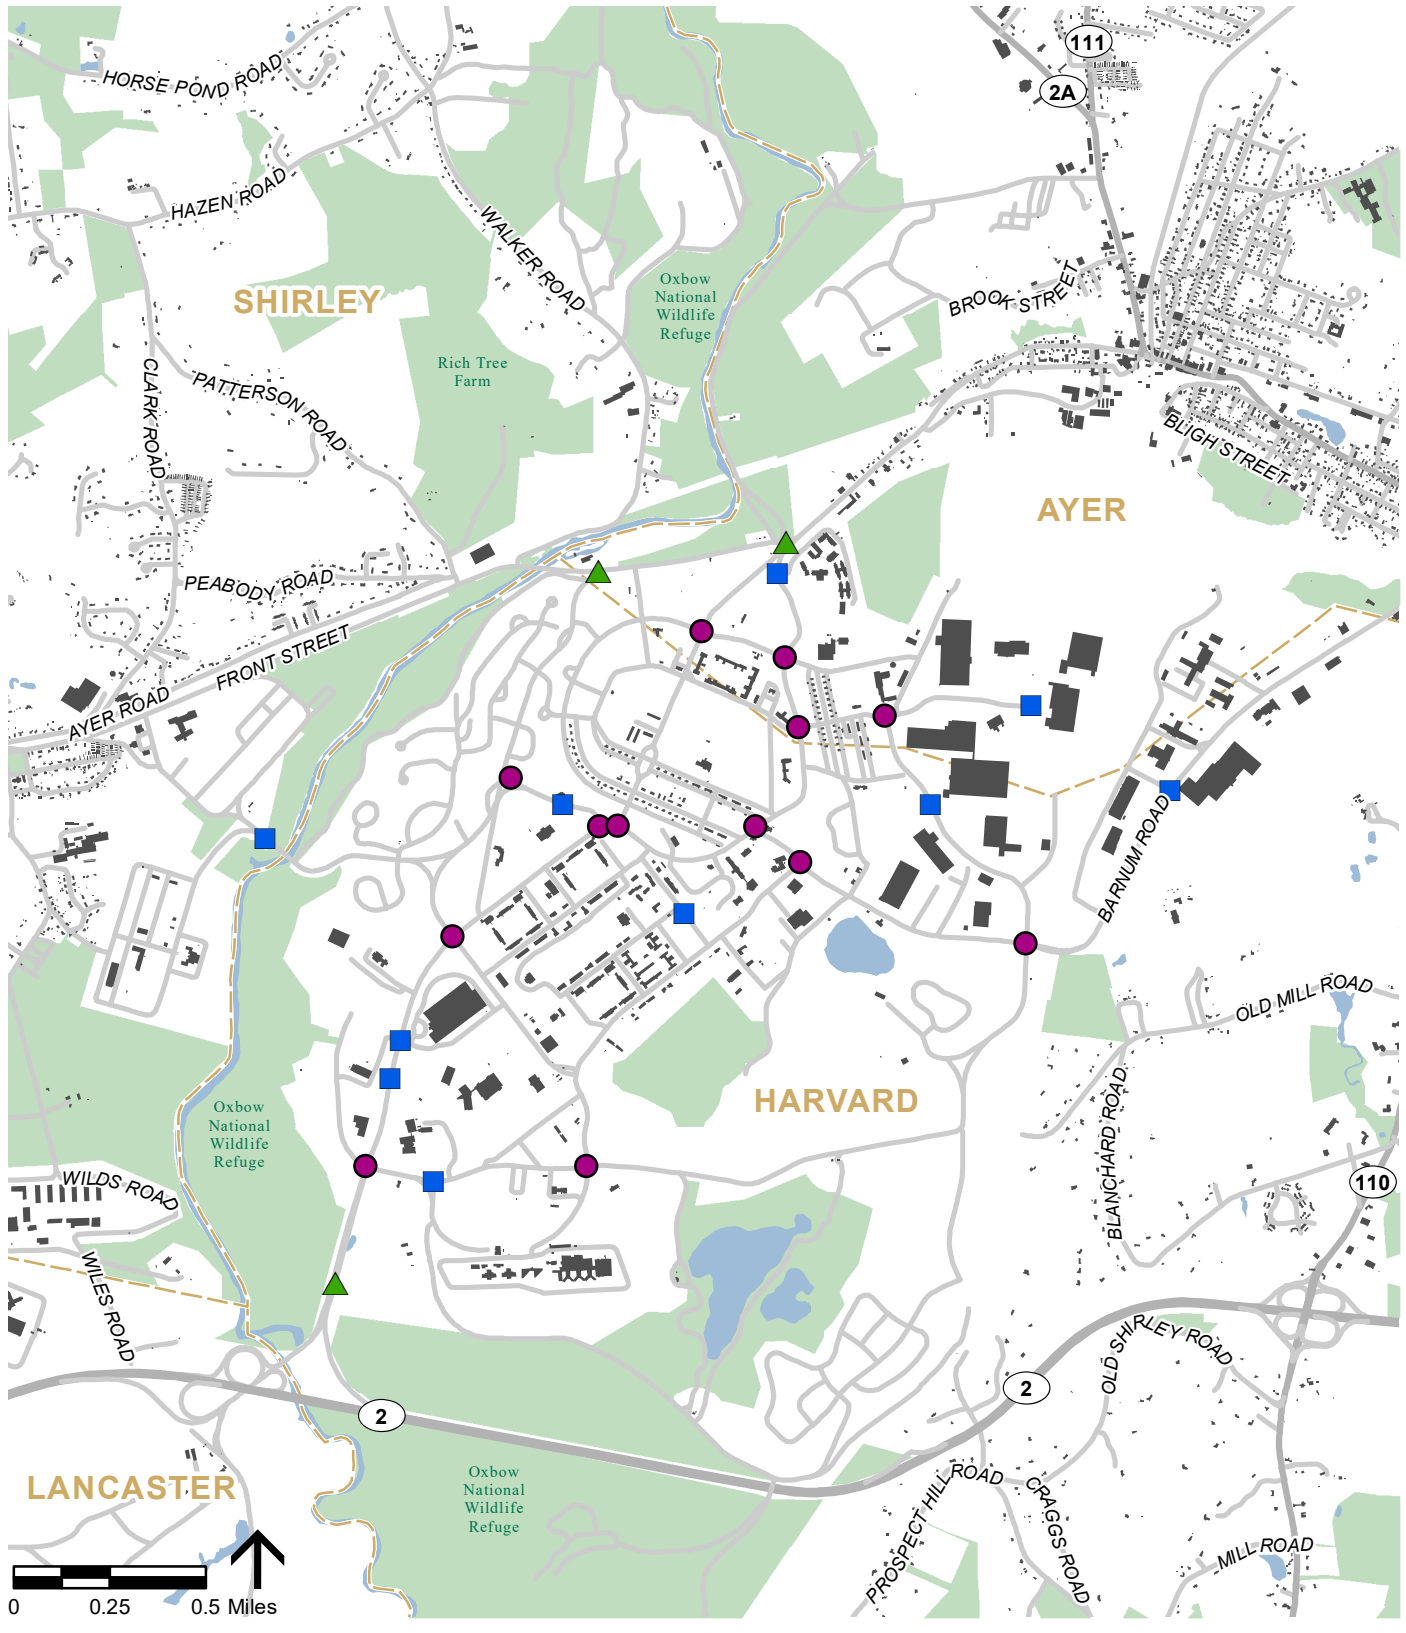 111
2A
HORSE POND ROAD
HAZEN ROAD
WALKER ROAD
SHIRLEY
Oxbow
National
Wildlife
Refuge
BROOK STREET
Rich Tree
Farm
CLARK ROAD
PATTERSON ROAD
BLIGH STREET
AYER
PEABODY ROAD
FRONT STREET
AYER ROAD
BARNUM ROAD
OLD MILL ROAD
HARVARD
BLANCHARD ROAD
Oxbow
National
Wildlife
Refuge
WILDS ROAD
110
WILES ROAD
OLD SHIRLEY ROAD
2
2
LANCASTER
Oxbow
National
Wildlife
Refuge
PROSPECT HILL ROAD
CRAGGS ROAD
MILL ROAD
0 0.25 0.5 Miles